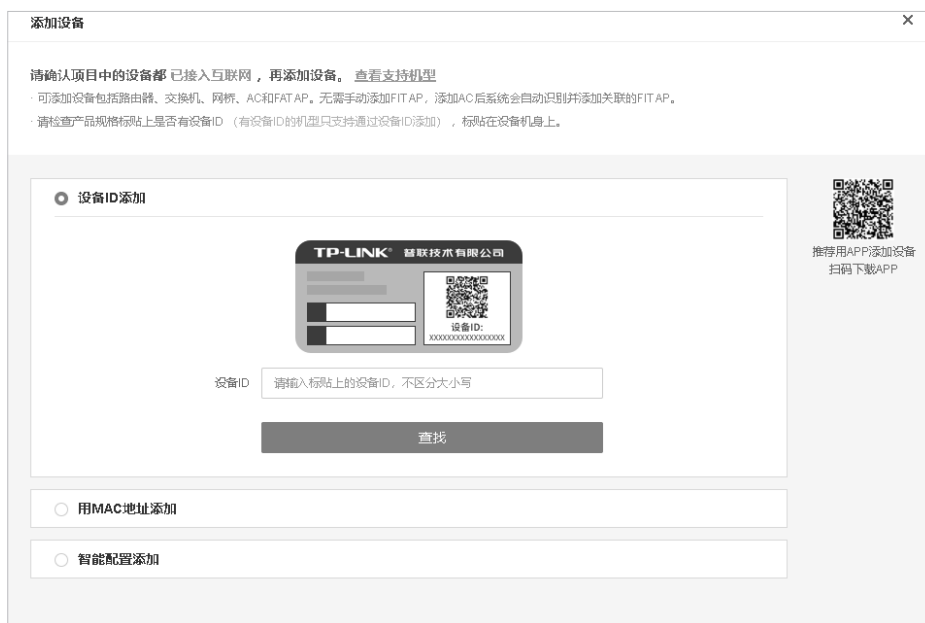 添加设备
×
请确认项目中的设备都 已接入互联网 ，再添加设备。 查看支持机型
· 可添加设备包括路由器、交换机、网桥、AC和FATAP。无需手动添加FITAP，添加AC后系统会自动识别并添加关联的FITAP。
· 请检查产品规格标贴上是否有设备ID （有设备ID的机型只支持通过设备ID添加） ，标贴在设备机身上。
设备ID添加
TP-LINK® 普联技术有限公司
设备ID:
XXXXXXXXXXXXXXXXX
设备ID 请输入标贴上的设备ID，不区分大小写
查找
用MAC地址添加
智能配置添加
推荐用APP添加设备
扫码下载APP